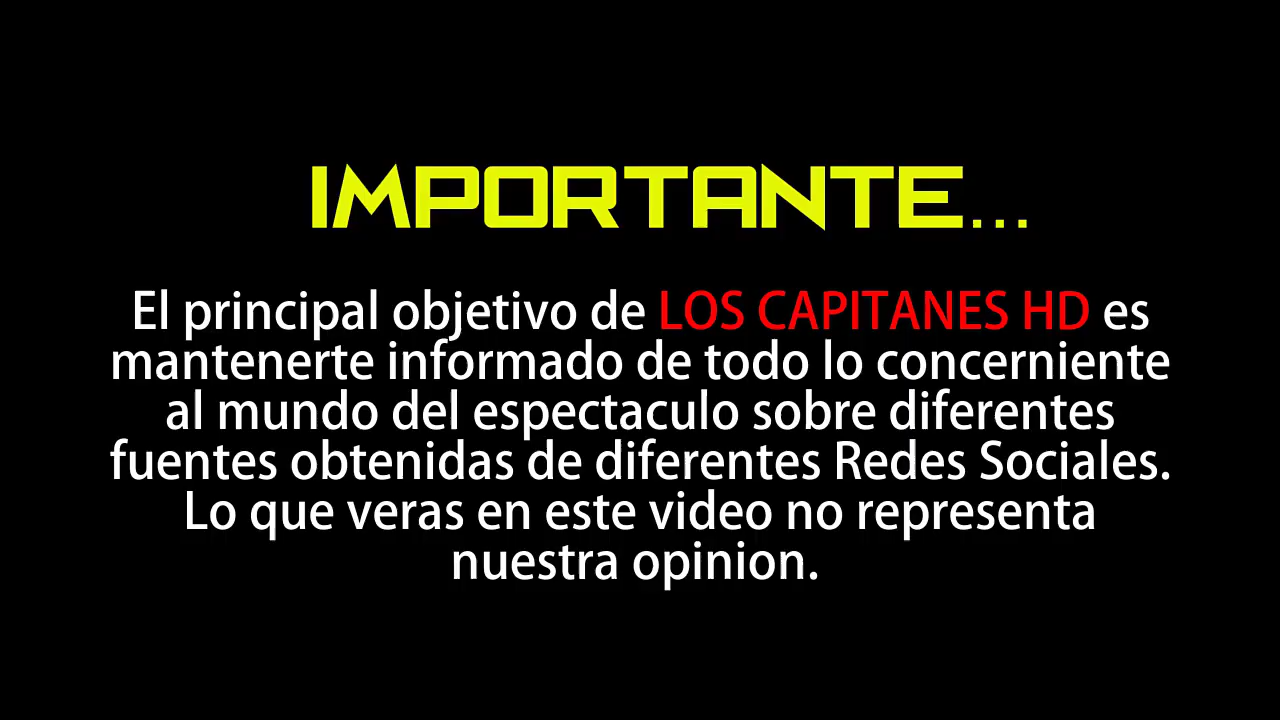 IMPORTANTE...
El principal objetivo de LOS CAPITANES HD es
mantenerte informado de todo lo concerniente
al mundo del espectaculo sobre diferentes
fuentes obtenidas de diferentes Redes Sociales.
Lo que veras en este video no representa
nuestra opinion.